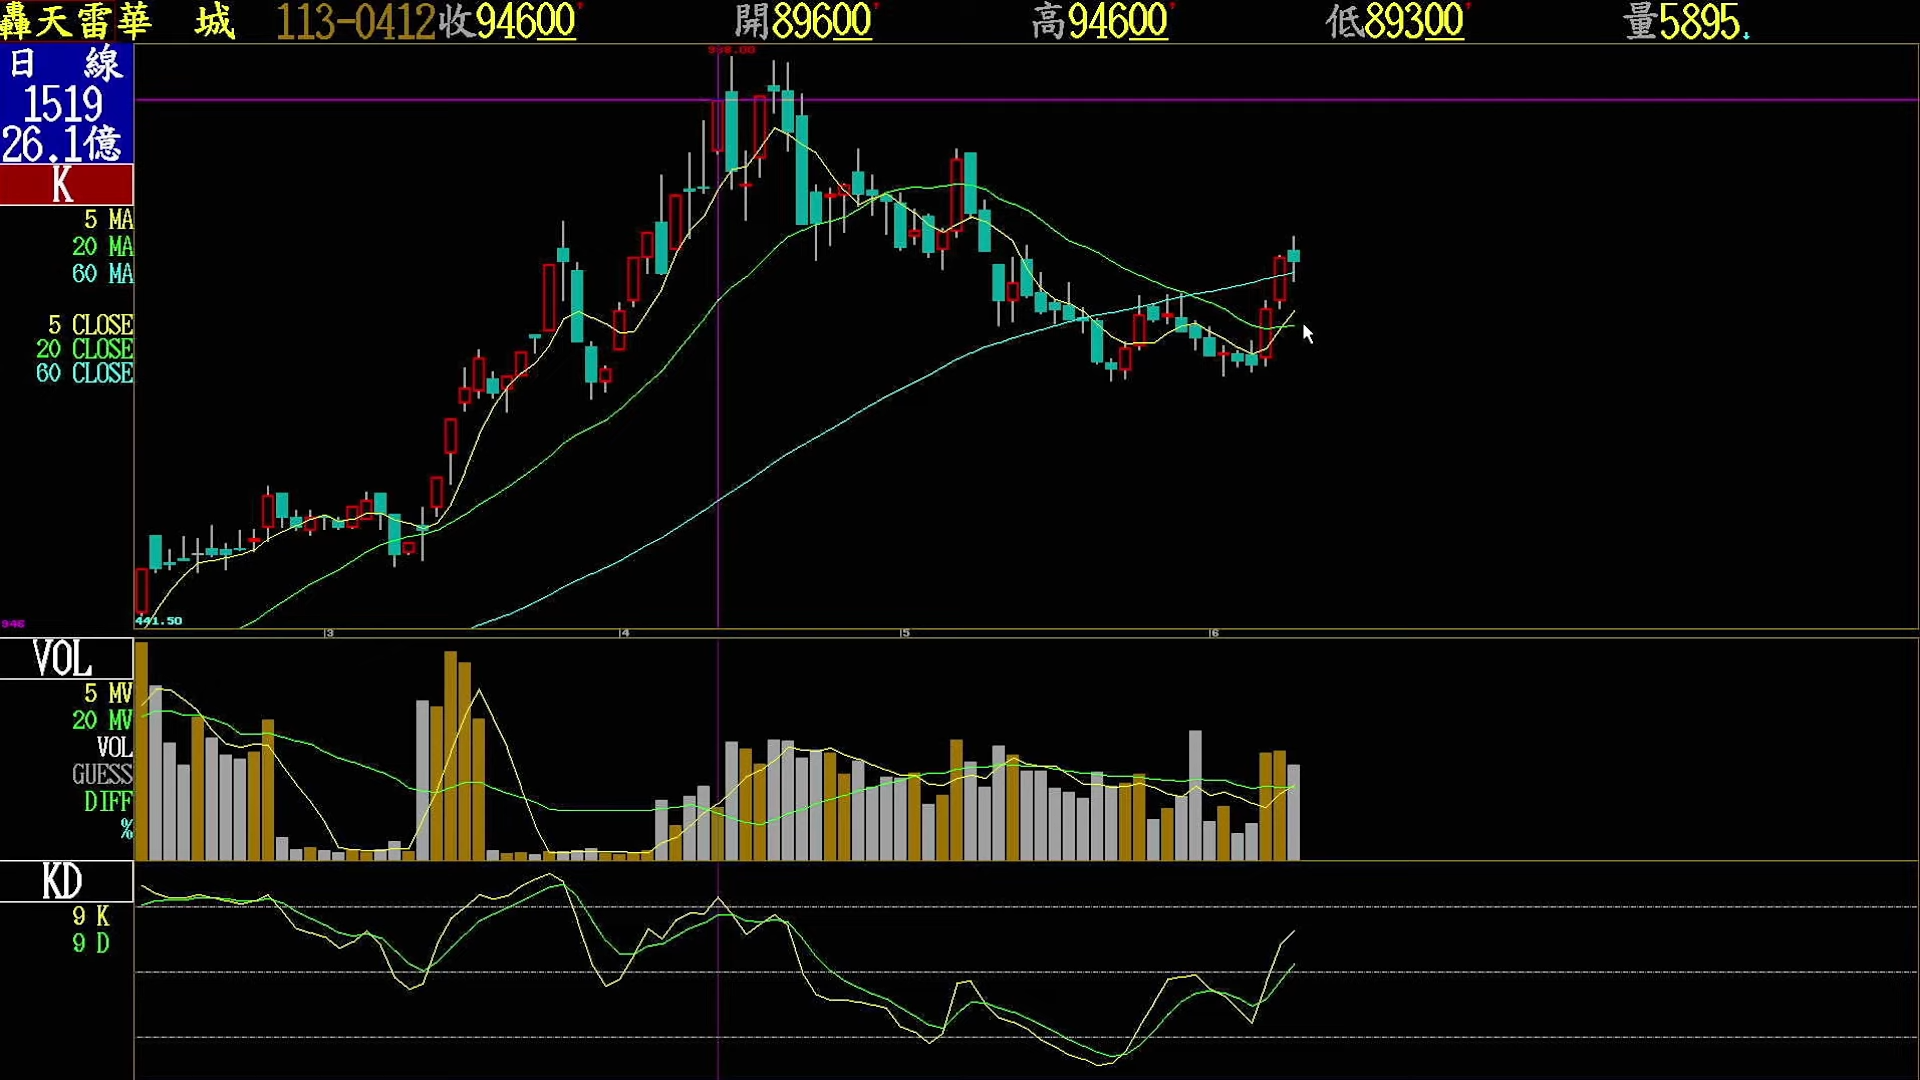 轟天雷華 城 113-0412收94600 開89600 高94600 低89300 量5895
日 線
1519
26.1億
K
5 MA
20 MA
60 MA
5 CLOSE
20 CLOSE
60 CLOSE
441.50
946
3 4 5 6
VOL
5 MV
20 MV
VOL
GUESS
DIFF
%
KD
9 K
9 D